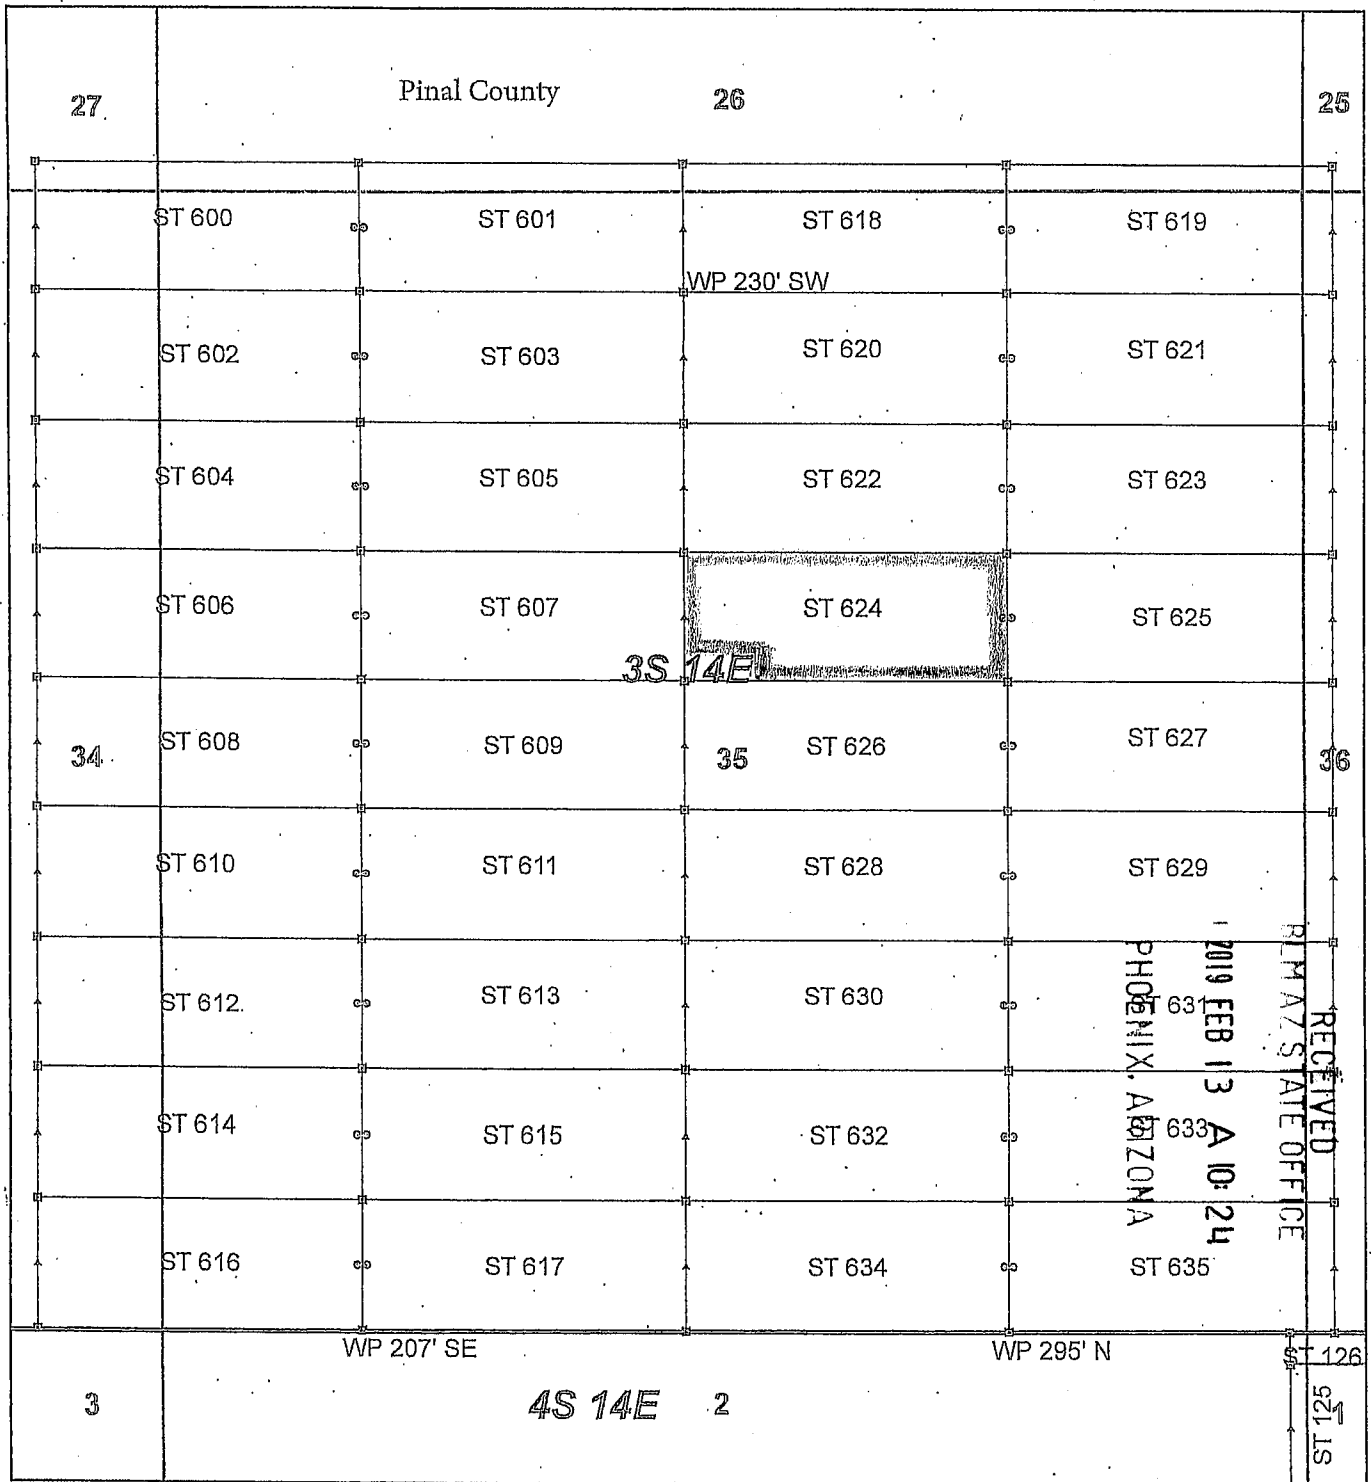 27
Pinal County
26
25
ST 600
ST 601
ST 618
ST 619
WP 230' SW
ST 602
ST 603
ST 620
ST 621
ST 604
ST 605
ST 622
ST 623
ST 606
ST 607
ST 624
ST 625
3S 14E
34
ST 608
ST 609
35
ST 626
ST 627
36
ST 610
ST 611
ST 628
ST 629
ST 612
ST 613
ST 630
ST 631
ST 614
ST 615
ST 632
ST 633
ST 616
ST 617
ST 634
ST 635
RECEIVED
BLM AZ STATE OFFICE
2019 FEB 13 A 10:24
PHOENIX, ARIZONA
WP 207' SE
WP 295' N
ST 126
3
4S 14E
2
ST 125
1